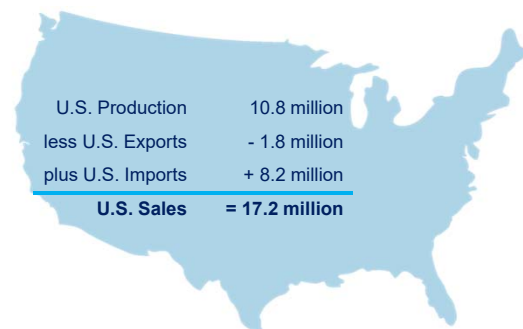 U.S. Production 10.8 million
less U.S. Exports - 1.8 million
plus U.S. Imports + 8.2 million
U.S. Sales = 17.2 million